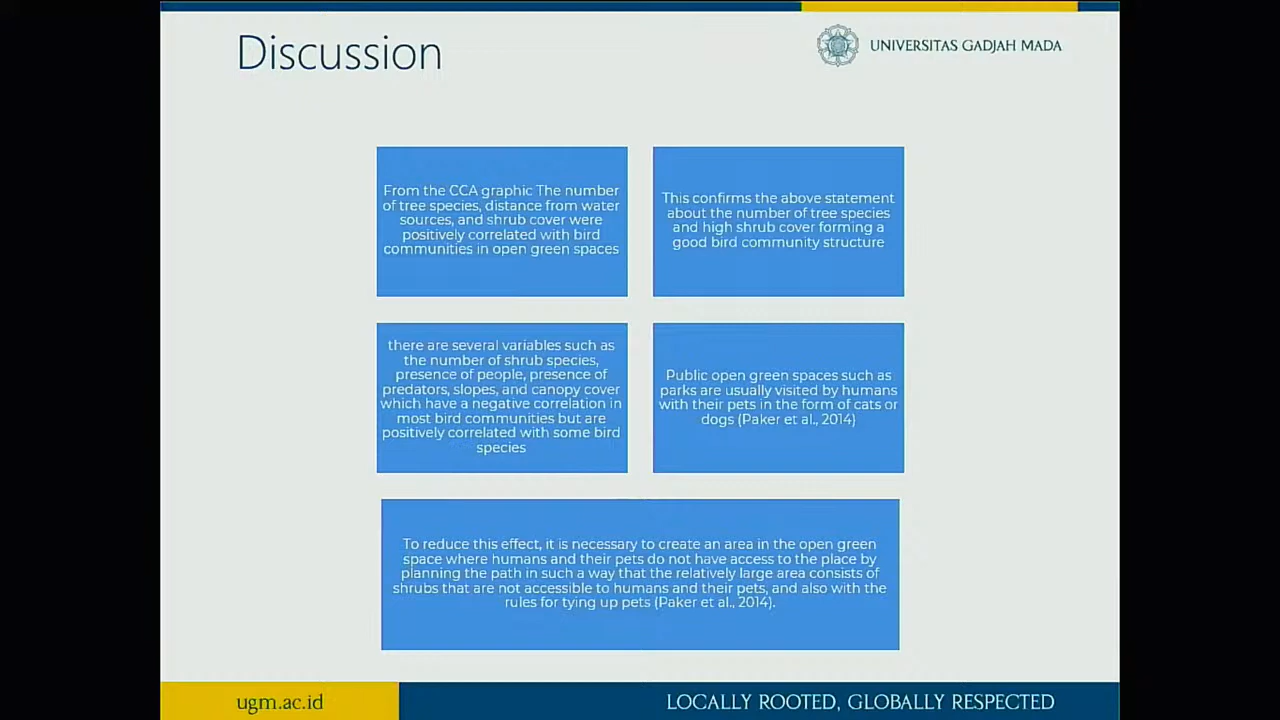 Discussion
UNIVERSITAS GADJAH MADA
From the CCA graphic The number
of tree species, distance from water
sources, and shrub cover were
positively correlated with bird
communities in open green spaces
This confirms the above statement
about the number of tree species
and high shrub cover forming a
good bird community structure
there are several variables such as
the number of shrub species,
presence of people, presence of
predators, slopes, and canopy cover
which have a negative correlation in
most bird communities but are
positively correlated with some bird
species
Public open green spaces such as
parks are usually visited by humans
with their pets in the form of cats or
dogs (Paker et al., 2014)
To reduce this effect, it is necessary to create an area in the open green
space where humans and their pets do not have access to the place by
planning the path in such a way that the relatively large area consists of
shrubs that are not accessible to humans and their pets, and also with the
rules for tying up pets (Paker et al., 2014).
ugm.ac.id
LOCALLY ROOTED, GLOBALLY RESPECTED